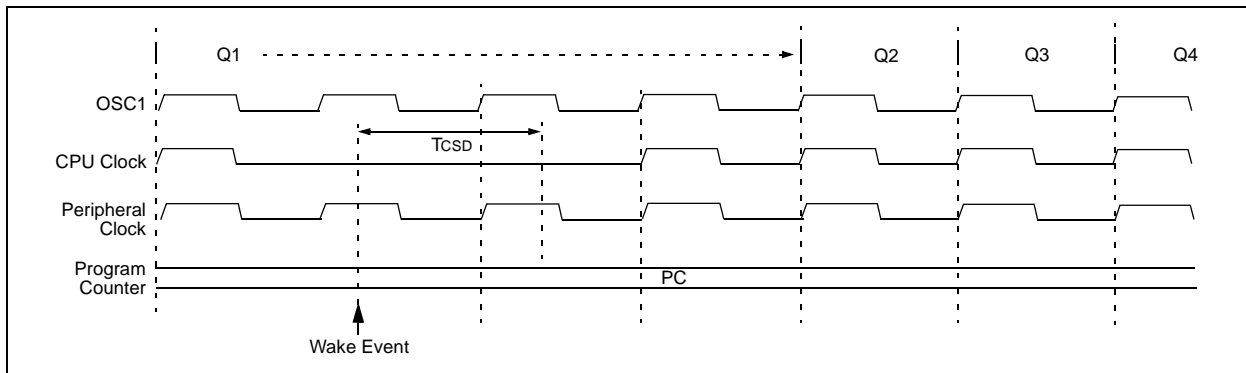 Q1
Q2
Q3
Q4
OSC1
TCSD
CPU Clock
Peripheral
Clock
Program
Counter
PC
Wake Event